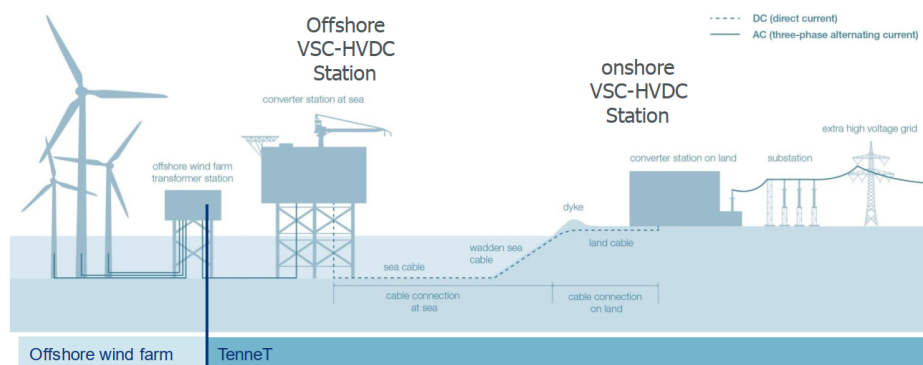 Offshore
VSC-HVDC
Station
converter station at sea
DC (direct current)
AC (three-phase alternating current)
onshore
VSC-HVDC
Station
converter station on land
substation
extra high voltage grid
offshore wind farm
transformer station
dyke
wadden sea
cable
land cable
sea cable
cable connection
at sea
cable connection
on land
Offshore wind farm
TenneT